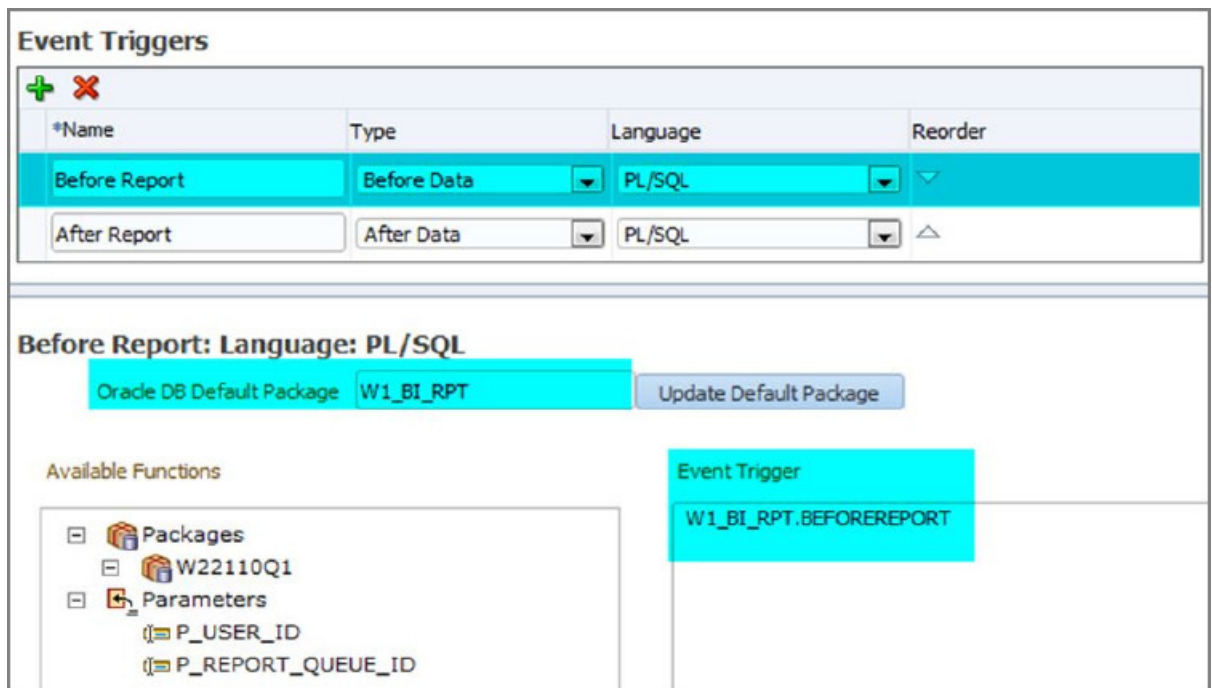 Event Triggers
*Name Type Language Reorder
Before Report Before Data PL/SQL
After Report After Data PL/SQL
Before Report: Language: PL/SQL
Oracle DB Default Package W1_BI_RPT Update Default Package
Available Functions Event Trigger
W1_BI_RPT.BEFOREREPORT
Packages
W22110Q1
Parameters
P_USER_ID
P_REPORT_QUEUE_ID